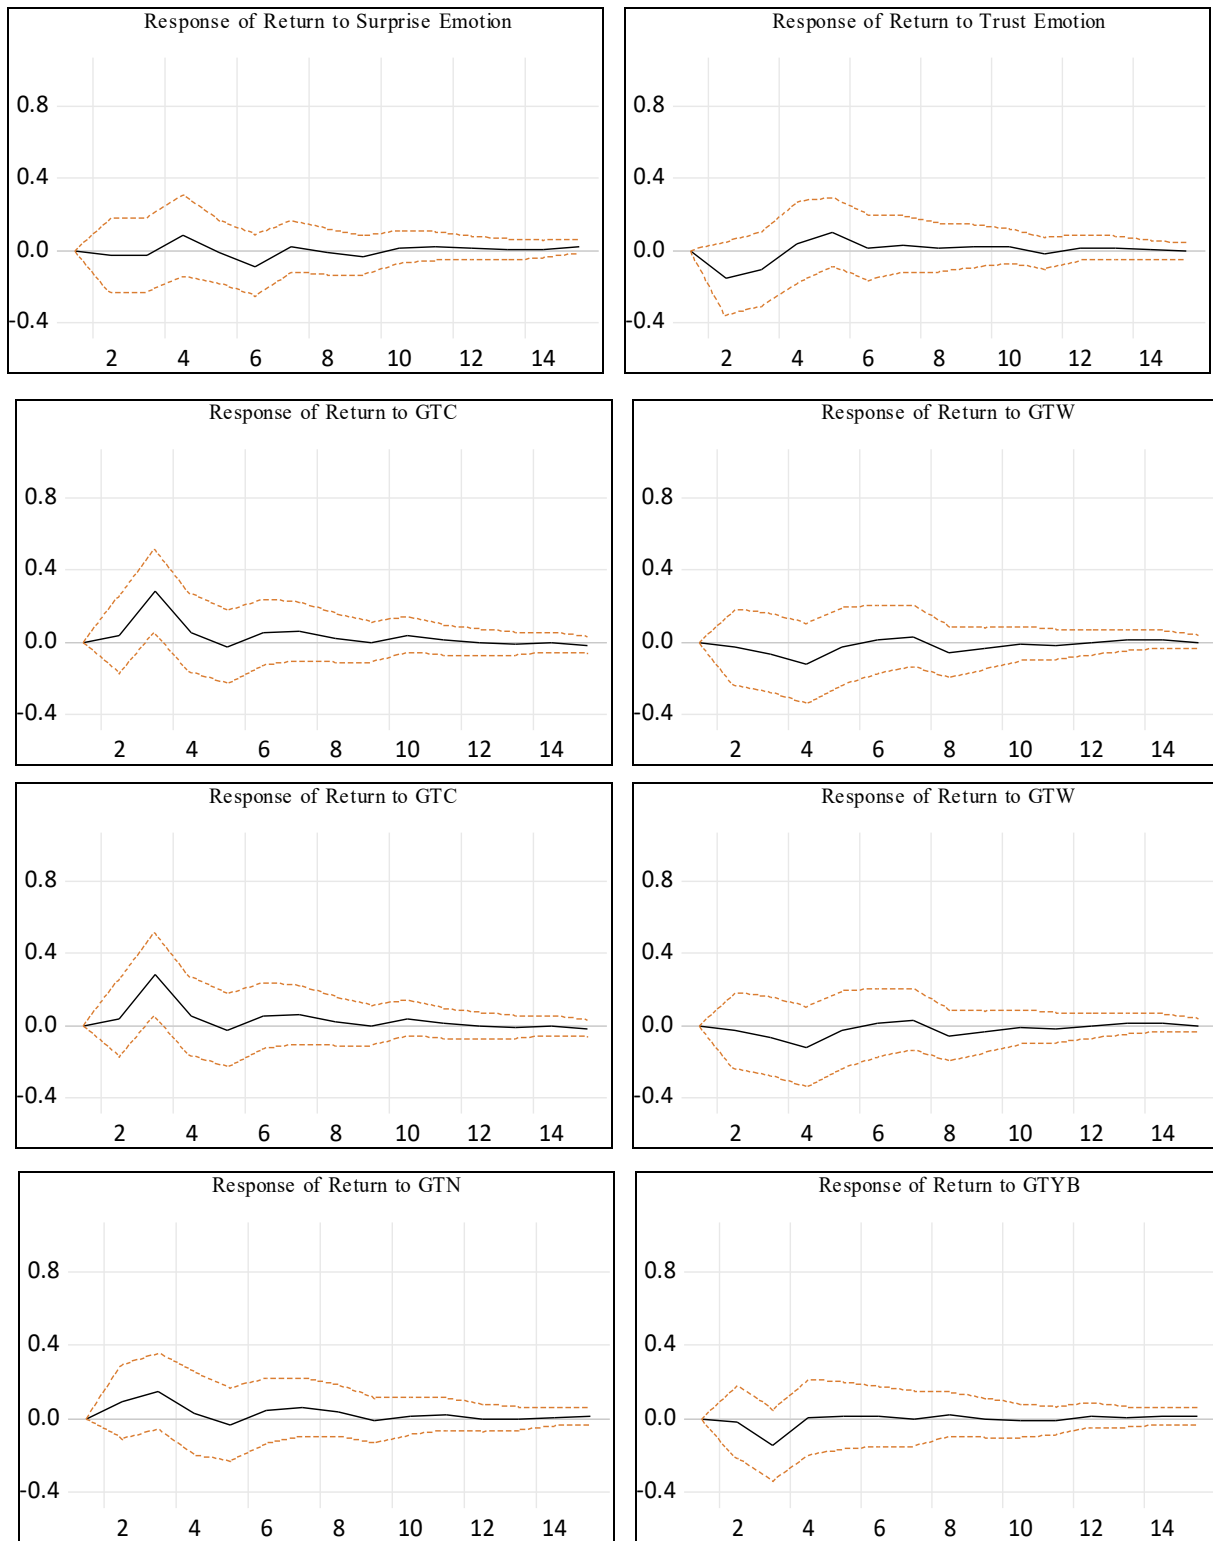 Response of Return to Surprise Emotion
0.8
0.4
0.0
-0.4
2 4 6 8 10 12 14
Response of Return to Trust Emotion
0.8
0.4
0.0
-0.4
2 4 6 8 10 12 14
Response of Return to GTC
0.8
0.4
0.0
-0.4
2 4 6 8 10 12 14
Response of Return to GTW
0.8
0.4
0.0
-0.4
2 4 6 8 10 12 14
Response of Return to GTC
0.8
0.4
0.0
-0.4
2 4 6 8 10 12 14
Response of Return to GTW
0.8
0.4
0.0
-0.4
2 4 6 8 10 12 14
Response of Return to GTN
0.8
0.4
0.0
-0.4
2 4 6 8 10 12 14
Response of Return to GTYB
0.8
0.4
0.0
-0.4
2 4 6 8 10 12 14